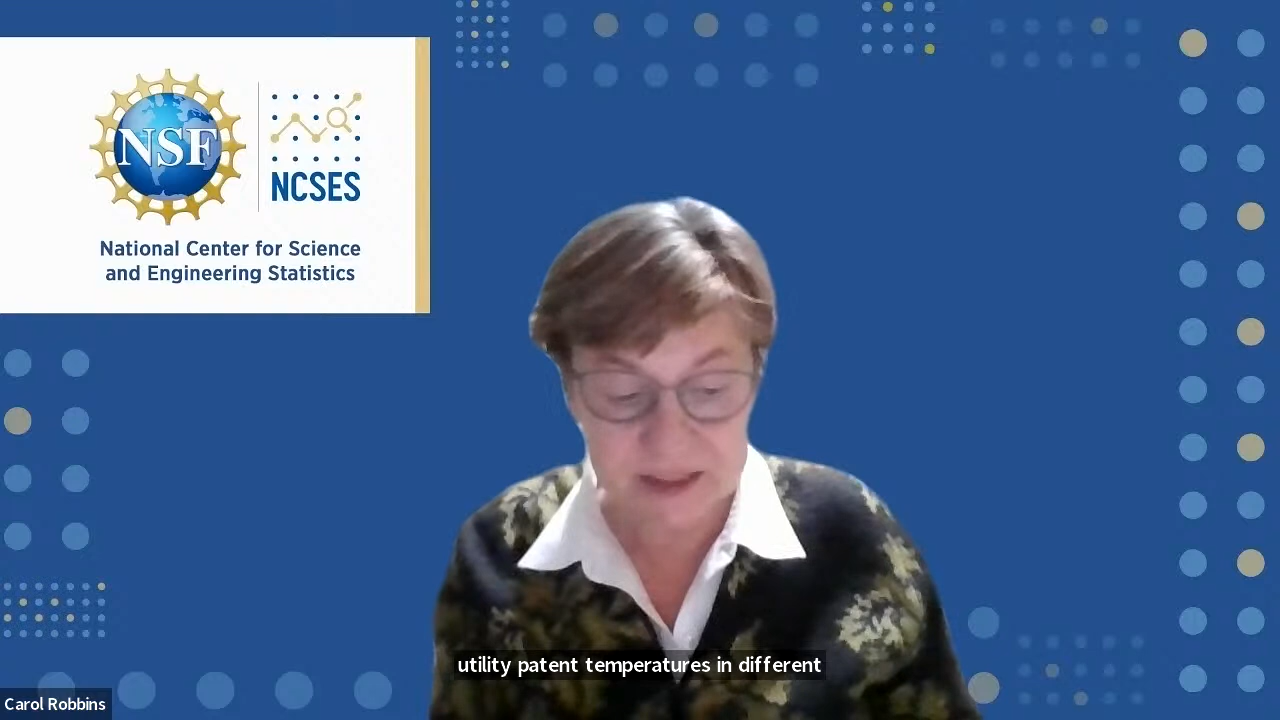 NSF
NCSES
National Center for Science
and Engineering Statistics
utility patent temperatures in different
Carol Robbins